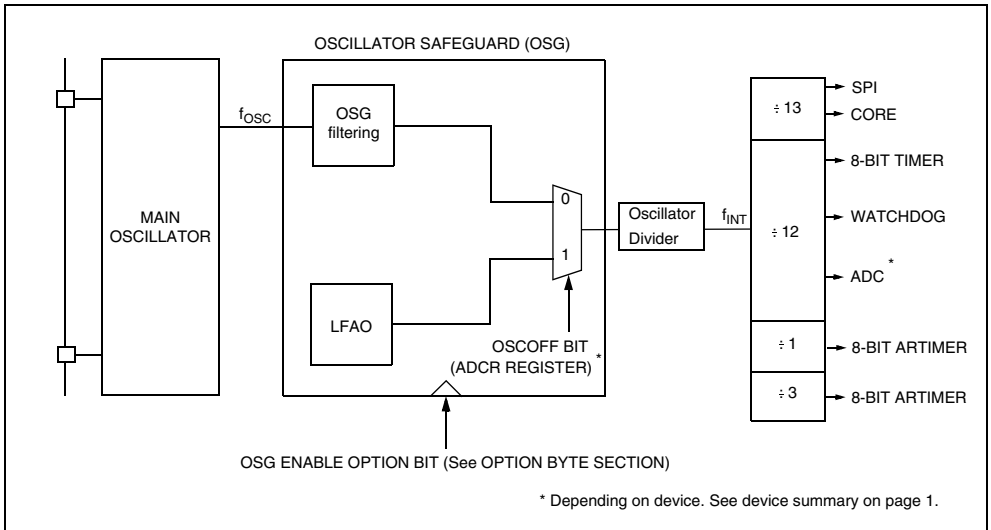 OSCILLATOR SAFEGUARD (OSG)
MAIN
OSCILLATOR
fOSC
OSG
filtering
LFAO
0
1
OSCOFF BIT
(ADCR REGISTER) *
Oscillator
Divider
fINT
÷ 13
÷ 12
÷ 1
÷ 3
SPI
CORE
8-BIT TIMER
WATCHDOG
ADC *
8-BIT ARTIMER
8-BIT ARTIMER
OSG ENABLE OPTION BIT (See OPTION BYTE SECTION)
* Depending on device. See device summary on page 1.